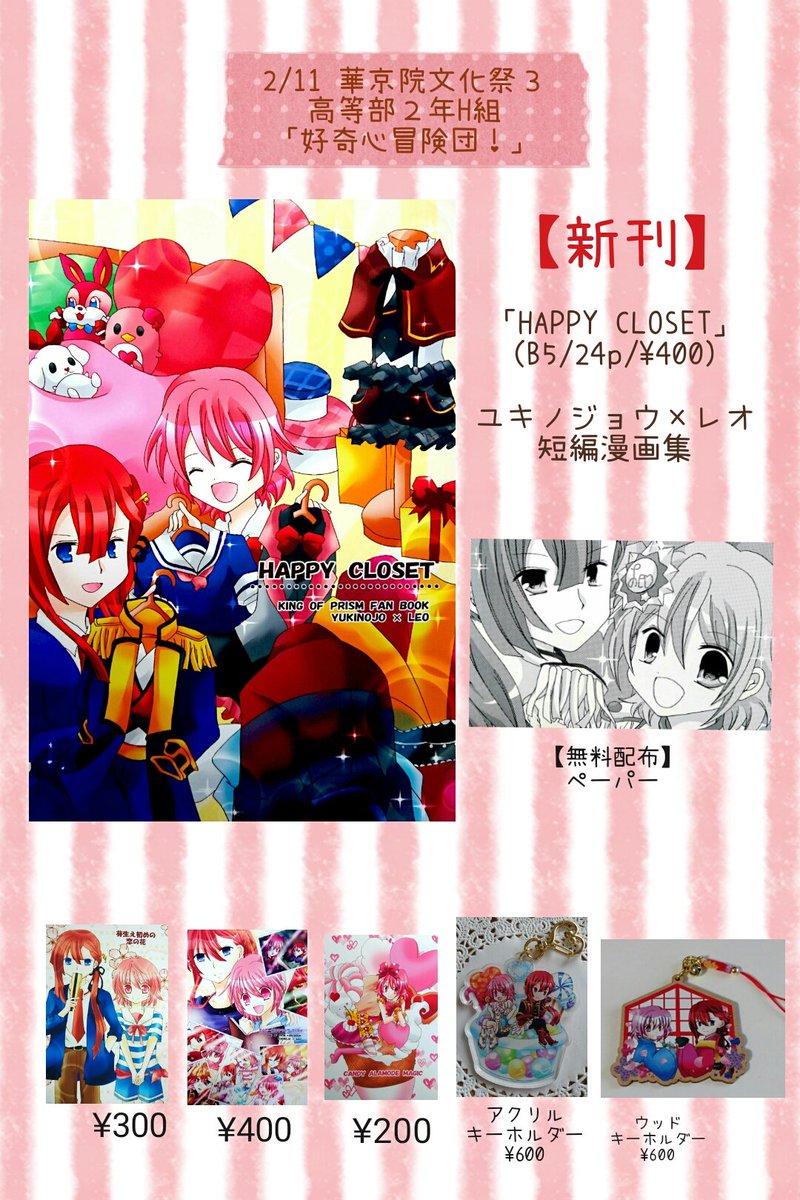 2/11 華京院文化祭3
高等部2年H組
「好奇心冒険団!」
【新刊】
「HAPPY CLOSET」
(B5/24p/¥400)
ユキノジョウ×レオ
短編漫画集
HAPPY CLOSET
KING OF PRISM FAN BOOK
YUKINOJO × LEO
【無料配布】
ペーパー
萌生え初めの
恋の花
CANDY ALAMODE MAGIC
¥300
¥400
¥200
アクリル
キーホルダー
¥600
ウッド
キーホルダー
¥600